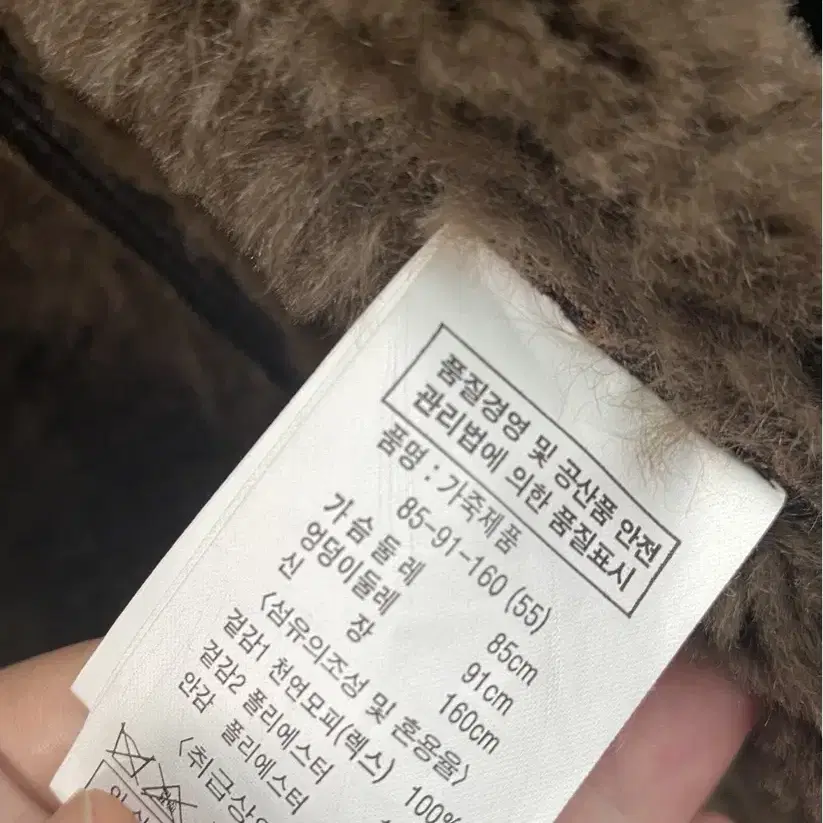 품질경영 및 공산품 안전
관리법에 의한 품질표시
품명 : 가죽제품
85-91-160 (55)
가슴둘레 85cm
엉덩이둘레 91cm
신 장 160cm
<섬유의조성 및 혼용율>
겉감1 천연모피(렉스) 100%
겉감2 폴리에스터
안감 폴리에스터
<취급상